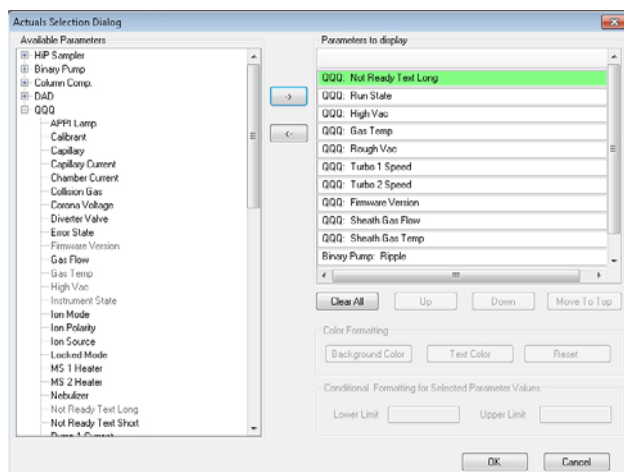 Actuals Selection Dialog
Available Parameters
HiP Sampler
Binary Pump
Column Comp.
DAD
QQQ
APPI Lamp
Calibrant
Capillary
Capillary Current
Chamber Current
Collision Gas
Corona Voltage
Diverter Valve
Error State
Firmware Version
Gas Flow
Gas Temp
High Vac
Instrument State
Ion Mode
Ion Polarity
Ion Source
Locked Mode
MS 1 Heater
MS 2 Heater
Nebulizer
Not Ready Text Long
Not Ready Text Short
Pump 1 Current
->
<-
Parameters to display
QQQ: Not Ready Text Long
QQQ: Run State
QQQ: High Vac
QQQ: Gas Temp
QQQ: Rough Vac
QQQ: Turbo 1 Speed
QQQ: Turbo 2 Speed
QQQ: Firmware Version
QQQ: Sheath Gas Flow
QQQ: Sheath Gas Temp
Binary Pump: Ripple
Clear All Up Down Move To Top
Color Formatting
Background Color Text Color Reset
Conditional Formatting for Selected Parameter Values
Lower Limit Upper Limit
OK Cancel